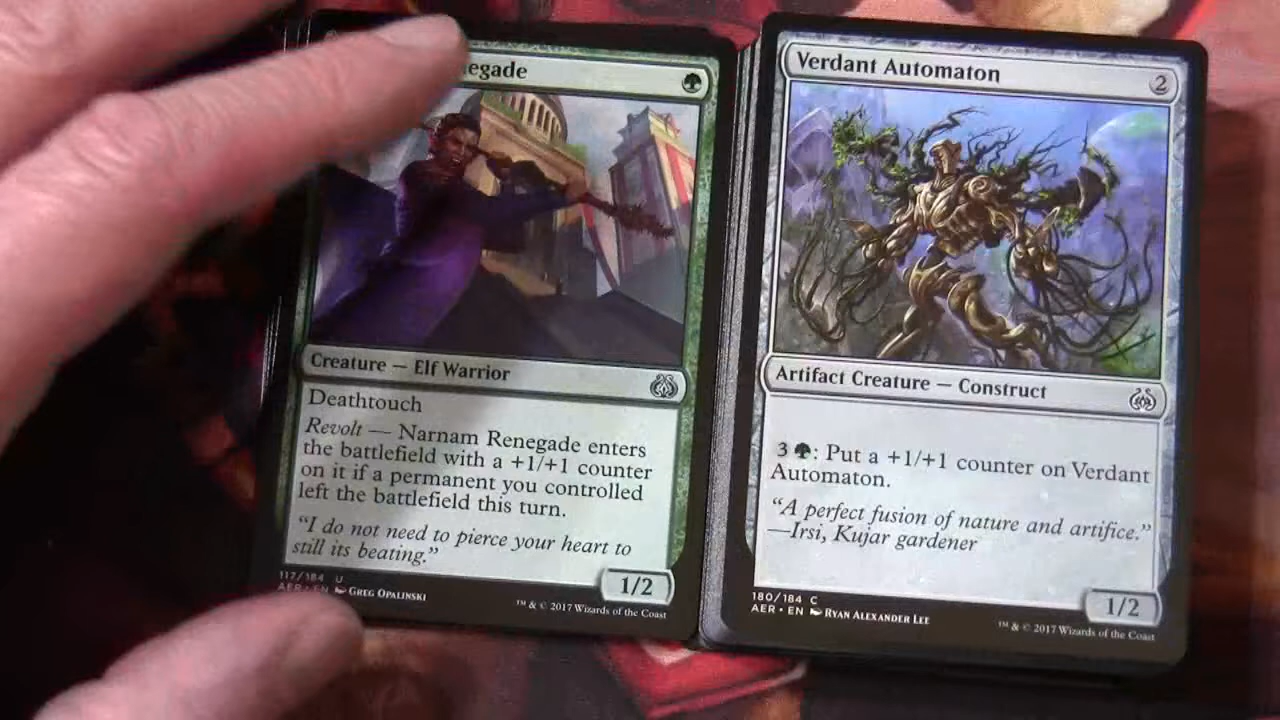 negade
Creature — Elf Warrior
Deathtouch
Revolt — Narnam Renegade enters
the battlefield with a +1/+1 counter
on it if a permanent you controlled
left the battlefield this turn.
“I do not need to pierce your heart to
still its beating.”
1/2
117/184 U
AER • EN Greg Opalinski
™ & © 2017 Wizards of the Coast
Verdant Automaton
2
Artifact Creature — Construct
3 : Put a +1/+1 counter on Verdant
Automaton.
“A perfect fusion of nature and artifice.”
—Irsi, Kujar gardener
1/2
180/184 C
AER • EN Ryan Alexander Lee
™ & © 2017 Wizards of the Coast